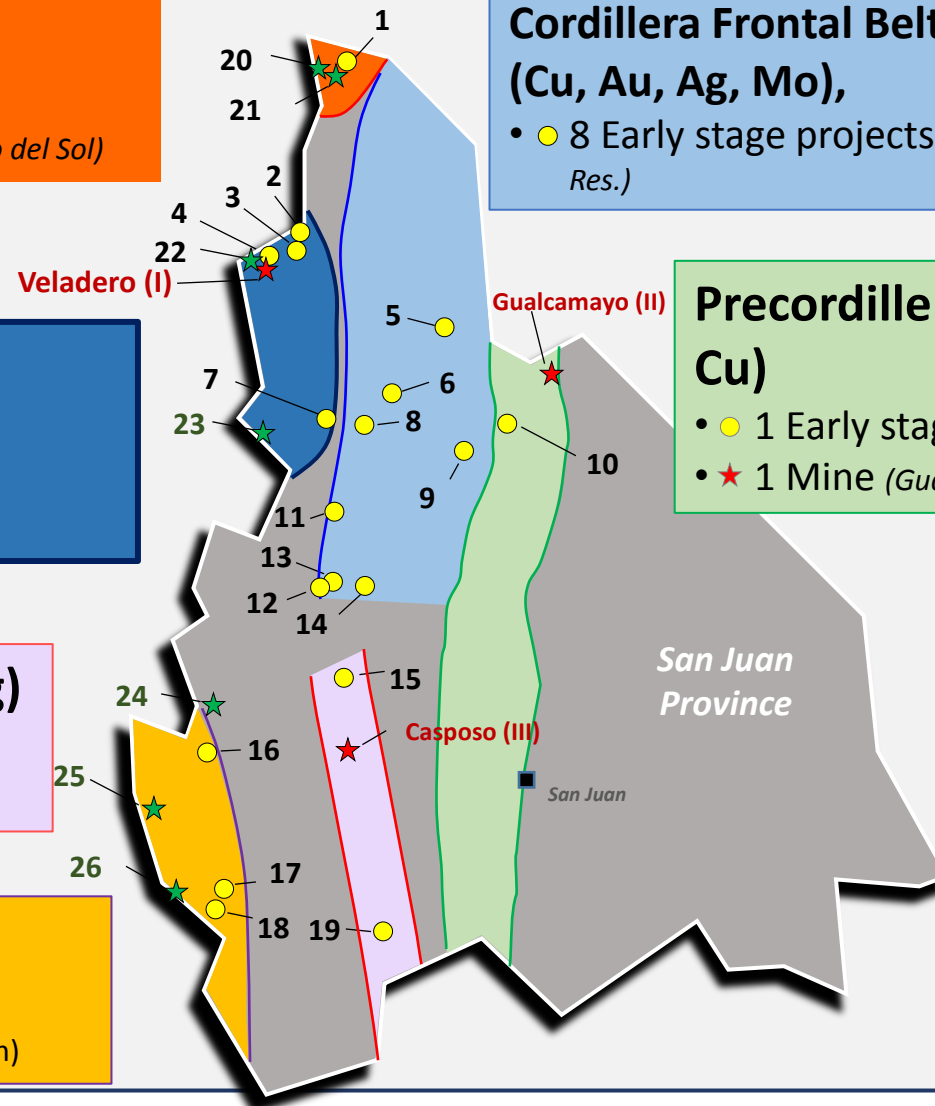 o del Sol)
Cordillera Frontal Belt
(Cu, Au, Ag, Mo),
• 8 Early stage projects
Res.)
1
20
21
2
3
4
22
Veladero (I)
Gualcamayo (II)
Precordille
Cu)
• 1 Early stag
• 1 Mine (Gua
5
6
7
8
23
9
10
11
13
12
14
g)
24
15
16
Casposo (III)
San Juan
Province
25
San Juan
26
17
18
19
n)